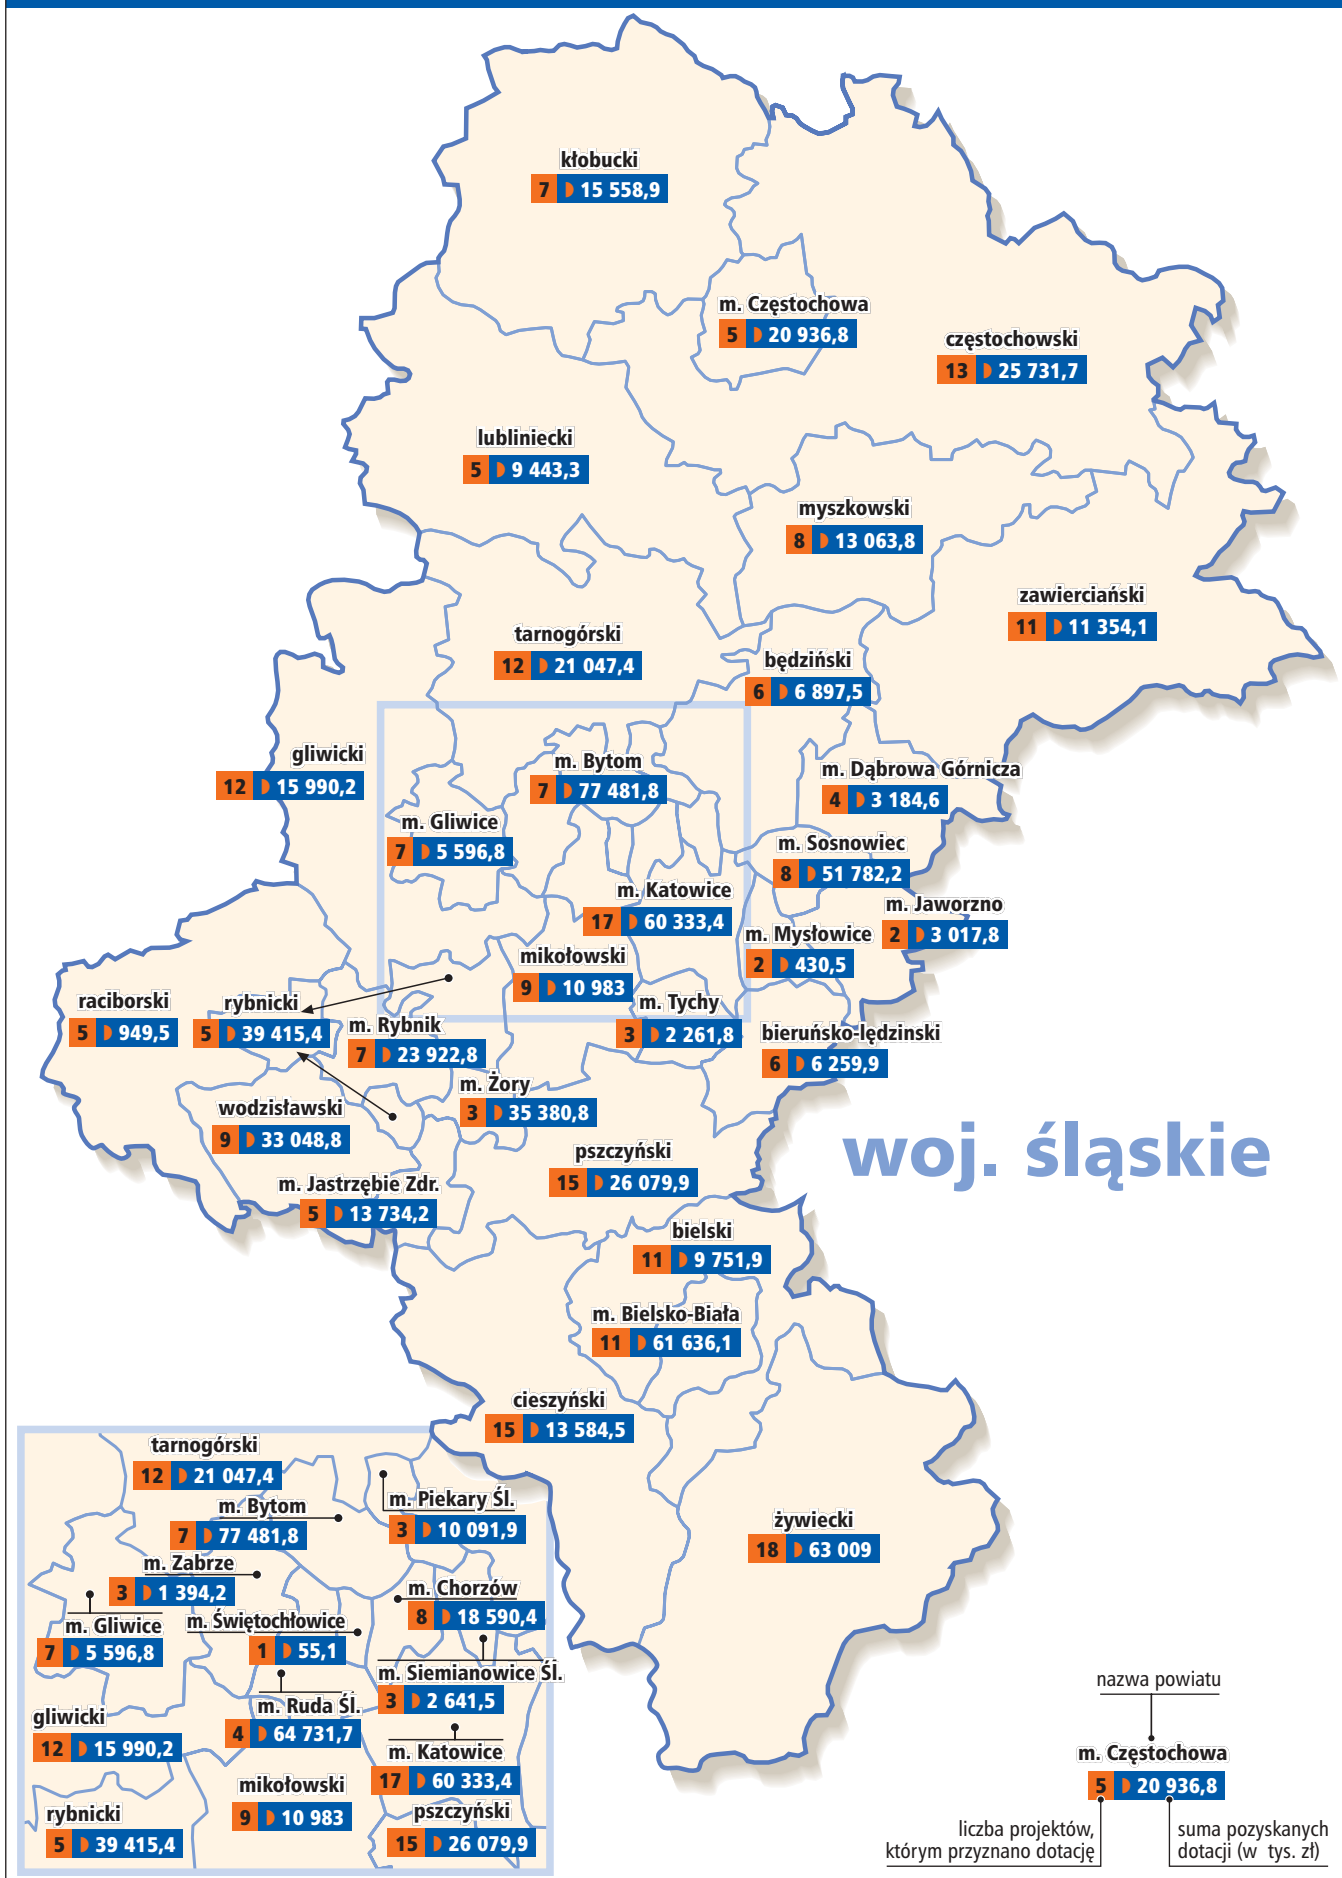 kłobucki
7 15 558,9
m. Częstochowa
5 20 936,8
częstochowski
13 25 731,7
lubliniecki
5 9 443,3
myszkowski
8 13 063,8
zawierciański
11 11 354,1
tarnogórski
12 21 047,4
będziński
6 6 897,5
gliwicki
12 15 990,2
m. Bytom
7 77 481,8
m. Dąbrowa Górnicza
4 3 184,6
m. Gliwice
7 5 596,8
m. Sosnowiec
8 51 782,2
m. Katowice
17 60 333,4
m. Jaworzno
2 3 017,8
m. Mysłowice
2 430,5
mikołowski
9 10 983
raciborski
5 949,5
rybnicki
5 39 415,4
m. Rybnik
7 23 922,8
m. Tychy
3 2 261,8
bieruńsko-lędziński
6 6 259,9
m. Żory
3 35 380,8
wodzisławski
9 33 048,8
woj. śląskie
pszczyński
15 26 079,9
m. Jastrzębie Zdr.
5 13 734,2
bielski
11 9 751,9
m. Bielsko-Biała
11 61 636,1
cieszyński
15 13 584,5
żywiecki
18 63 009
tarnogórski
12 21 047,4
m. Bytom
7 77 481,8
m. Piekary Śl.
3 10 091,9
m. Zabrze
3 1 394,2
m. Chorzów
8 18 590,4
m. Gliwice
7 5 596,8
m. Świętochłowice
1 55,1
m. Siemianowice Śl.
3 2 641,5
m. Ruda Śl.
4 64 731,7
gliwicki
12 15 990,2
m. Katowice
17 60 333,4
mikołowski
9 10 983
rybnicki
5 39 415,4
pszczyński
15 26 079,9
nazwa powiatu
m. Częstochowa
5 20 936,8
liczba projektów,
którym przyznano dotację
suma pozyskanych
dotacji (w tys. zł)